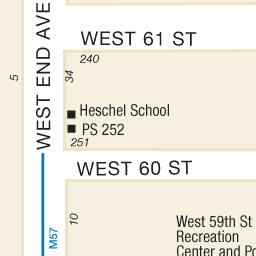 WEST 61 ST
240
5
34
WEST END AVE
Heschel School
PS 252
251
WEST 60 ST
10
M57
West 59th St
Recreation
Center and Po